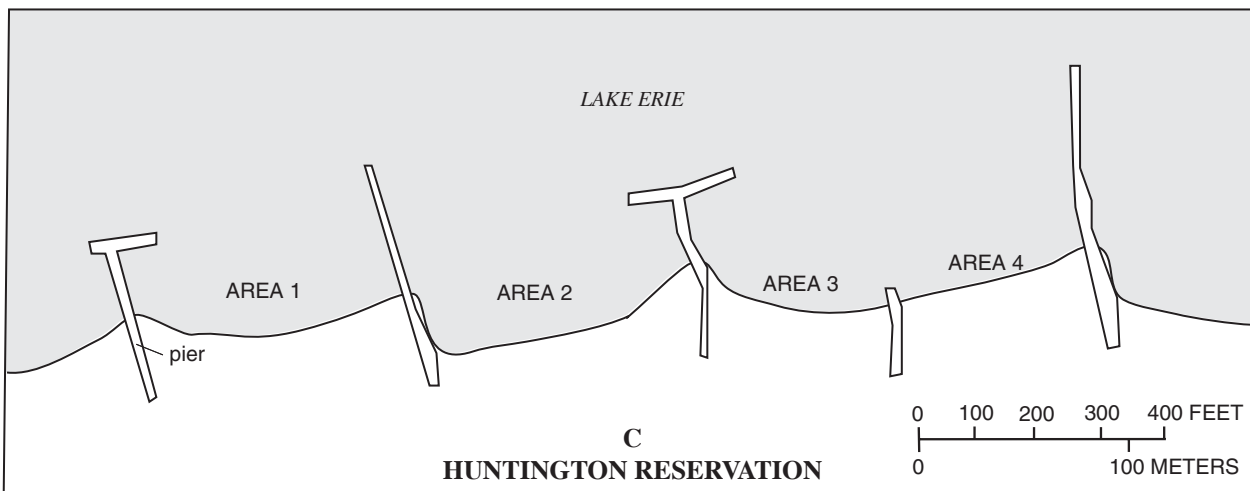 LAKE ERIE
AREA 4
AREA 3
AREA 1
AREA 2
pier
0 100 200 300 400 FEET
0 100 METERS
C
HUNTINGTON RESERVATION